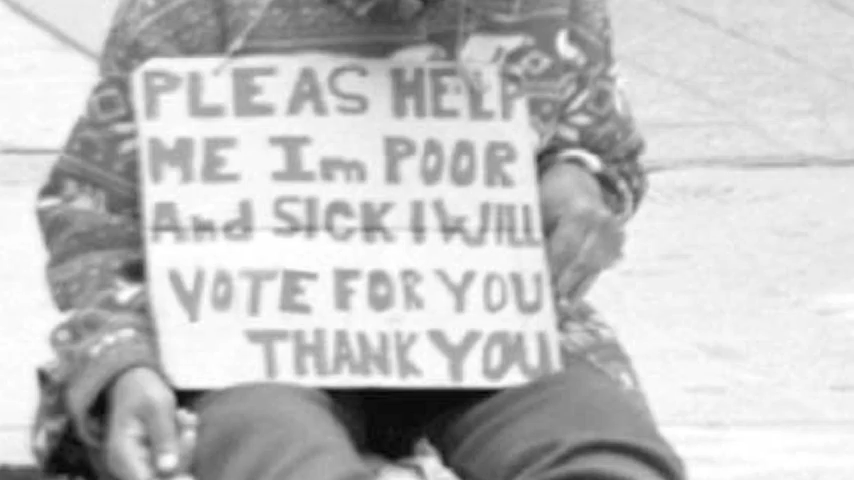 PLEAS HELP
ME Im POOR
And SICK I WILL
VOTE FOR YOU
THANK YOU